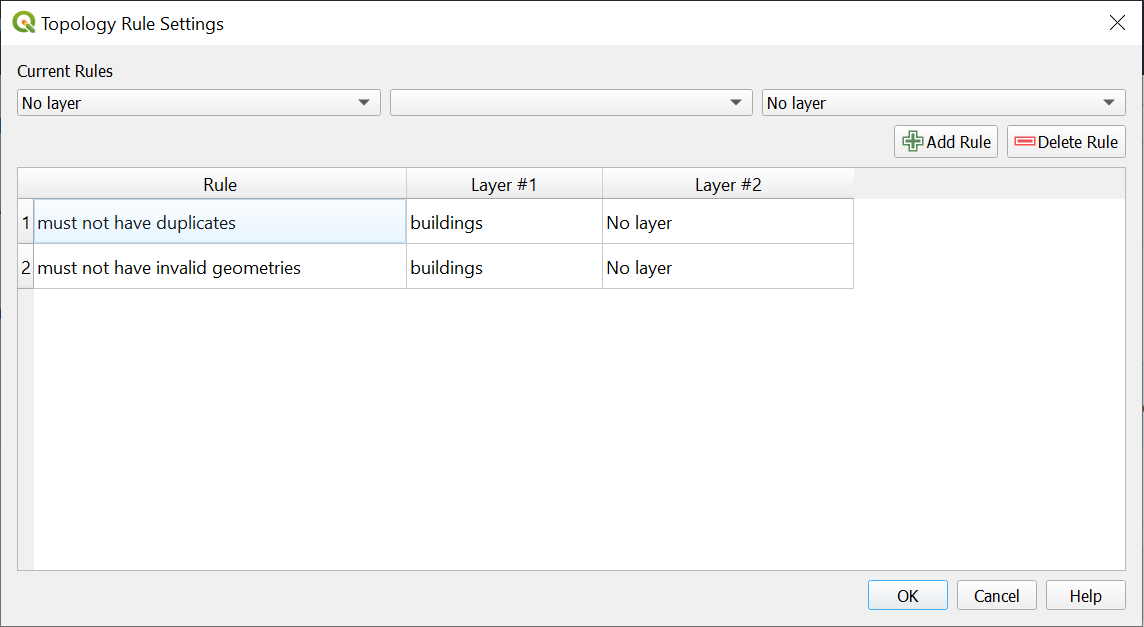 Topology Rule Settings
Current Rules
No layer No layer
Add Rule Delete Rule
Rule Layer #1 Layer #2
1 must not have duplicates buildings No layer
2 must not have invalid geometries buildings No layer
OK Cancel Help